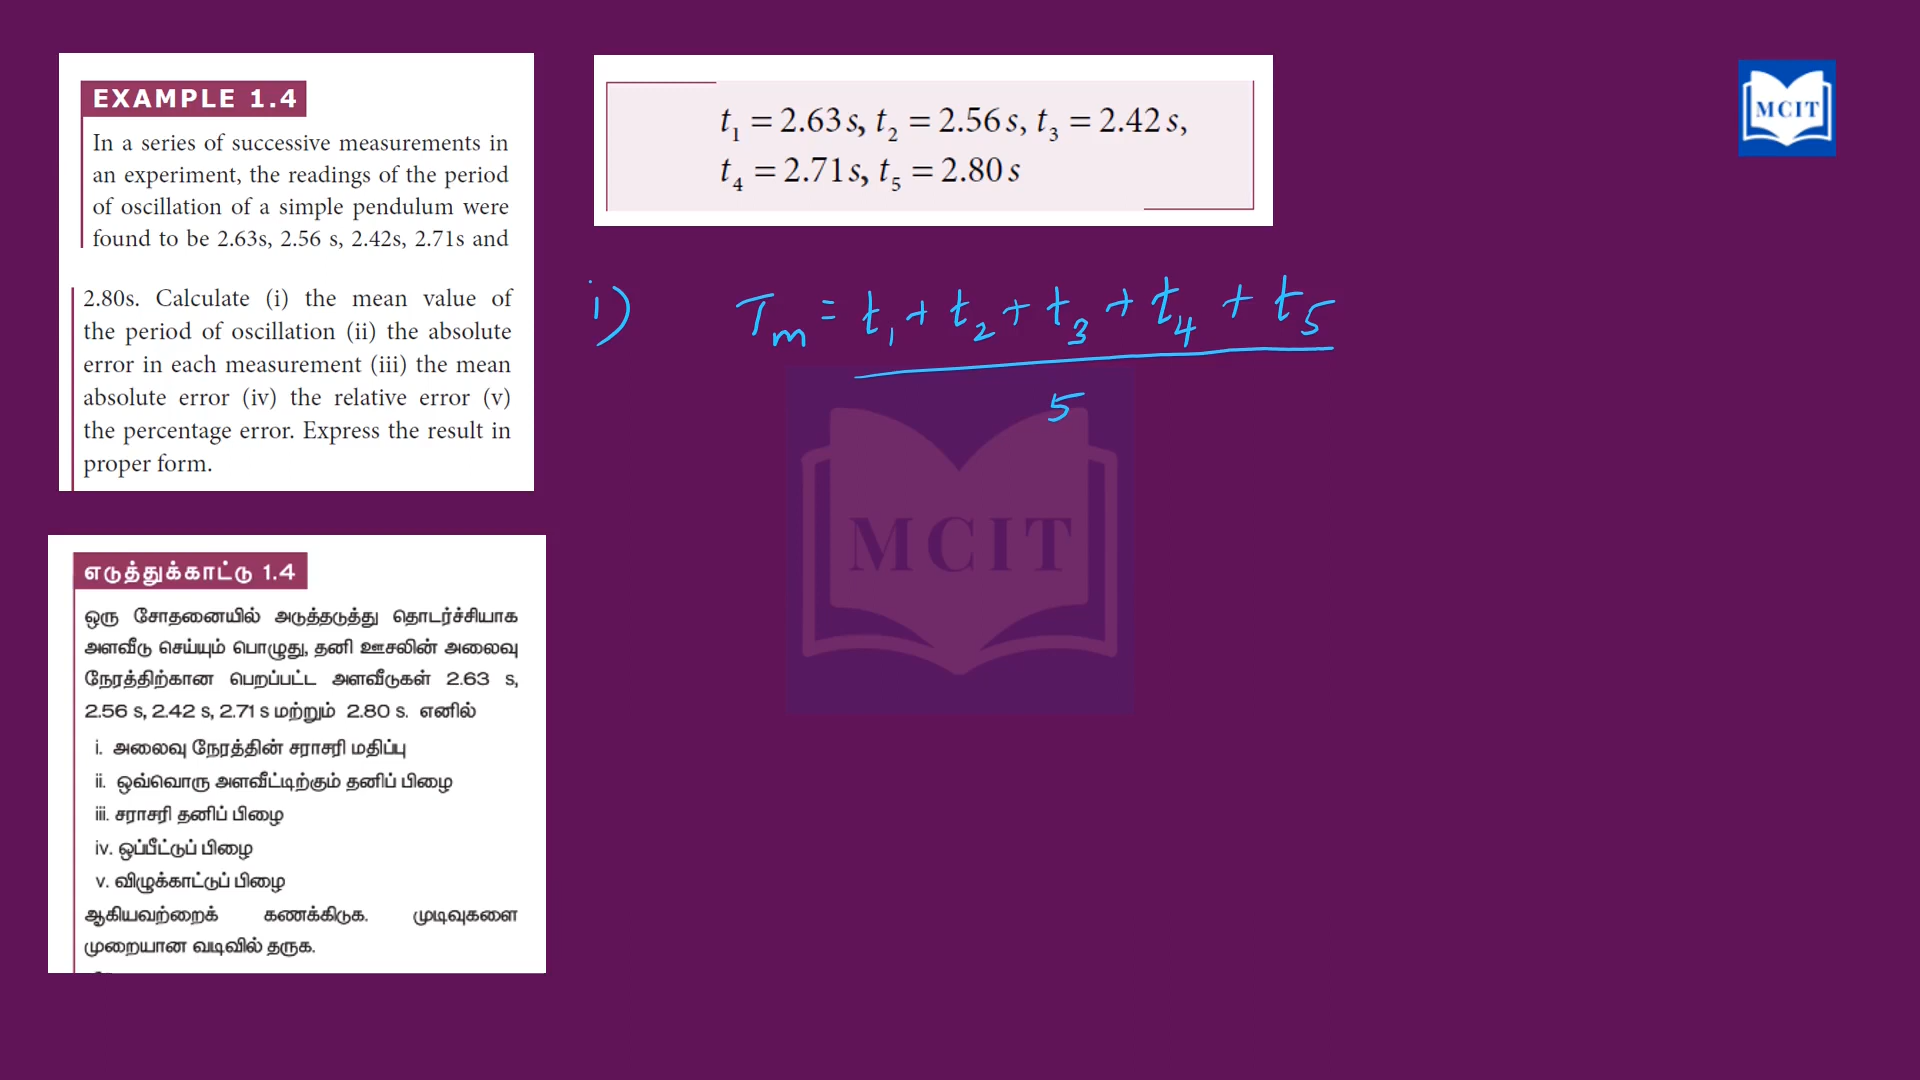 EXAMPLE 1.4
In a series of successive measurements in
an experiment, the readings of the period
of oscillation of a simple pendulum were
found to be 2.63s, 2.56 s, 2.42s, 2.71s and
2.80s. Calculate (i) the mean value of
the period of oscillation (ii) the absolute
error in each measurement (iii) the mean
absolute error (iv) the relative error (v)
the percentage error. Express the result in
proper form.
t₁ = 2.63 s, t₂ = 2.56 s, t₃ = 2.42 s,
t₄ = 2.71 s, t₅ = 2.80 s
MCIT
i) Tₘ = t₁ + t₂ + t₃ + t₄ + t₅
5
MCIT
எடுத்துக்காட்டு 1.4
ஒரு சோதனையில் அடுத்தடுத்து தொடர்ச்சியாக
அளவீடு செய்யும் பொழுது, தனி ஊசலின் அலைவு
நேரத்திற்கான பெறப்பட்ட அளவீடுகள் 2.63 s,
2.56 s, 2.42 s, 2.71 s மற்றும் 2.80 s. எனில்
i. அலைவு நேரத்தின் சராசரி மதிப்பு
ii. ஒவ்வொரு அளவீட்டிற்கும் தனிப் பிழை
iii. சராசரி தனிப் பிழை
iv. ஒப்பீட்டுப் பிழை
v. விழுக்காட்டுப் பிழை
ஆகியவற்றைக் கணக்கிடுக. முடிவுகளை
முறையான வடிவில் தருக.